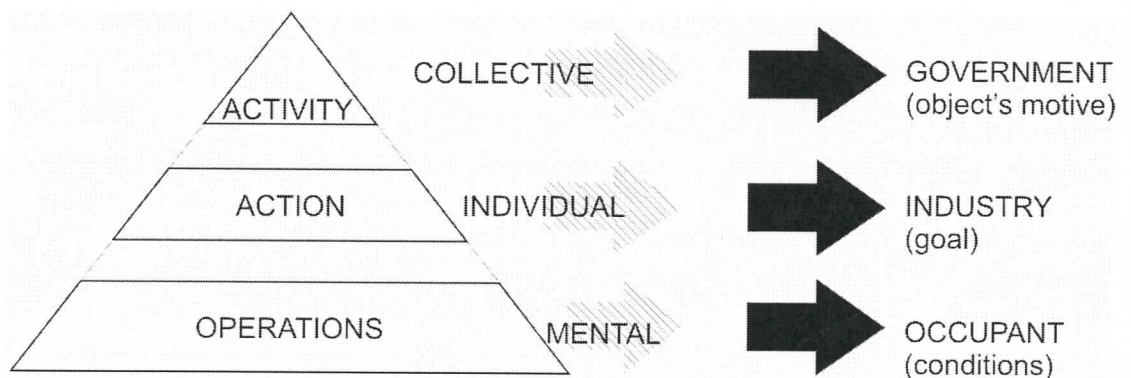 COLLECTIVE
GOVERNMENT
(object's motive)
ACTIVITY
ACTION
INDIVIDUAL
INDUSTRY
(goal)
OPERATIONS
MENTAL
OCCUPANT
(conditions)